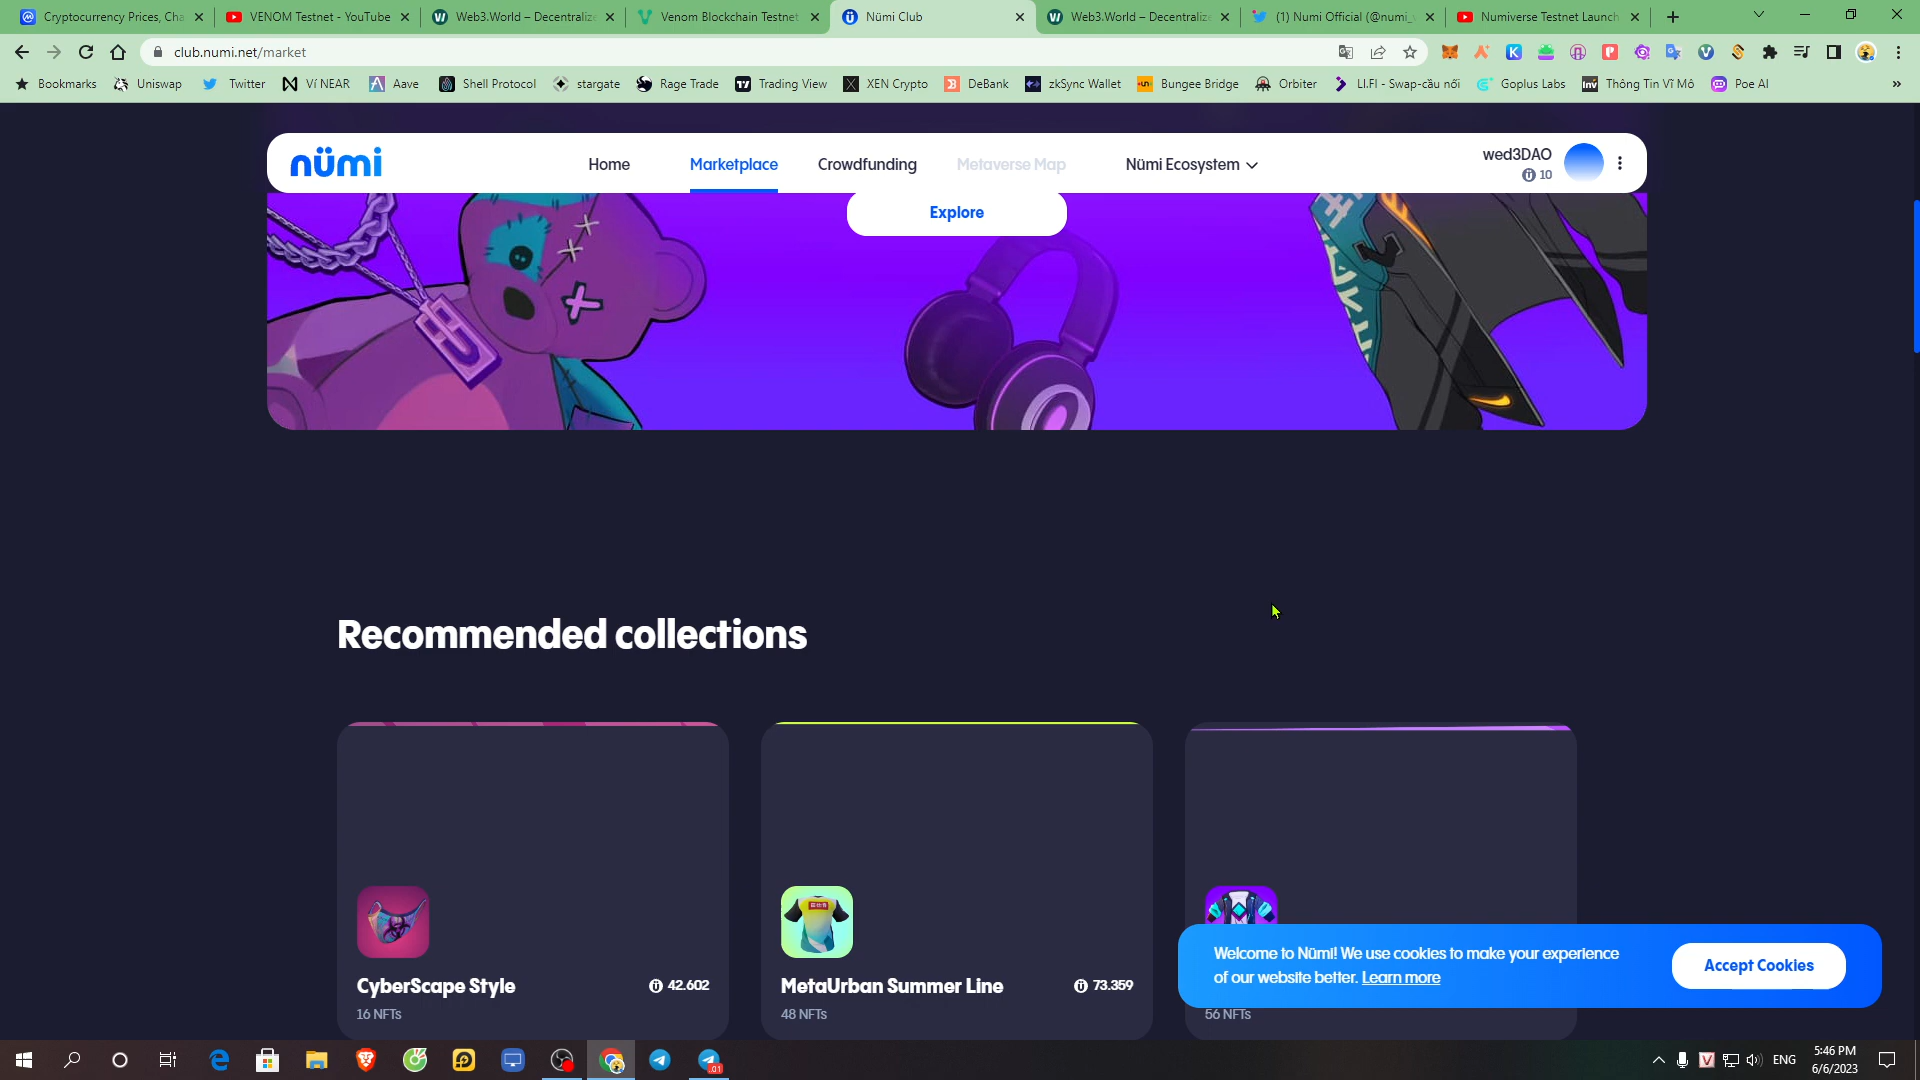 Cryptocurrency Prices, Cha
VENOM Testnet - YouTube
Web3.World – Decentralize
Venom Blockchain Testnet
Nümi Club
Web3.World – Decentralize
(1) Numi Official (@numi_
Numiverse Testnet Launch
club.numi.net/market
Bookmarks
Uniswap
Twitter
Ví NEAR
Aave
Shell Protocol
stargate
Rage Trade
Trading View
XEN Crypto
DeBank
zkSync Wallet
Bungee Bridge
Orbiter
LI.FI - Swap-cầu nối
Goplus Labs
Thông Tin Vĩ Mô
Poe AI
»
nümi
Home
Marketplace
Crowdfunding
Metaverse Map
Nümi Ecosystem
wed3DAO
10
Explore
Recommended collections
CyberScape Style
42.602
16 NFTs
MetaUrban Summer Line
73.359
48 NFTs
56 NFTs
Welcome to Nümi! We use cookies to make your experience
of our website better. Learn more
Accept Cookies
ENG
5:46 PM
6/6/2023